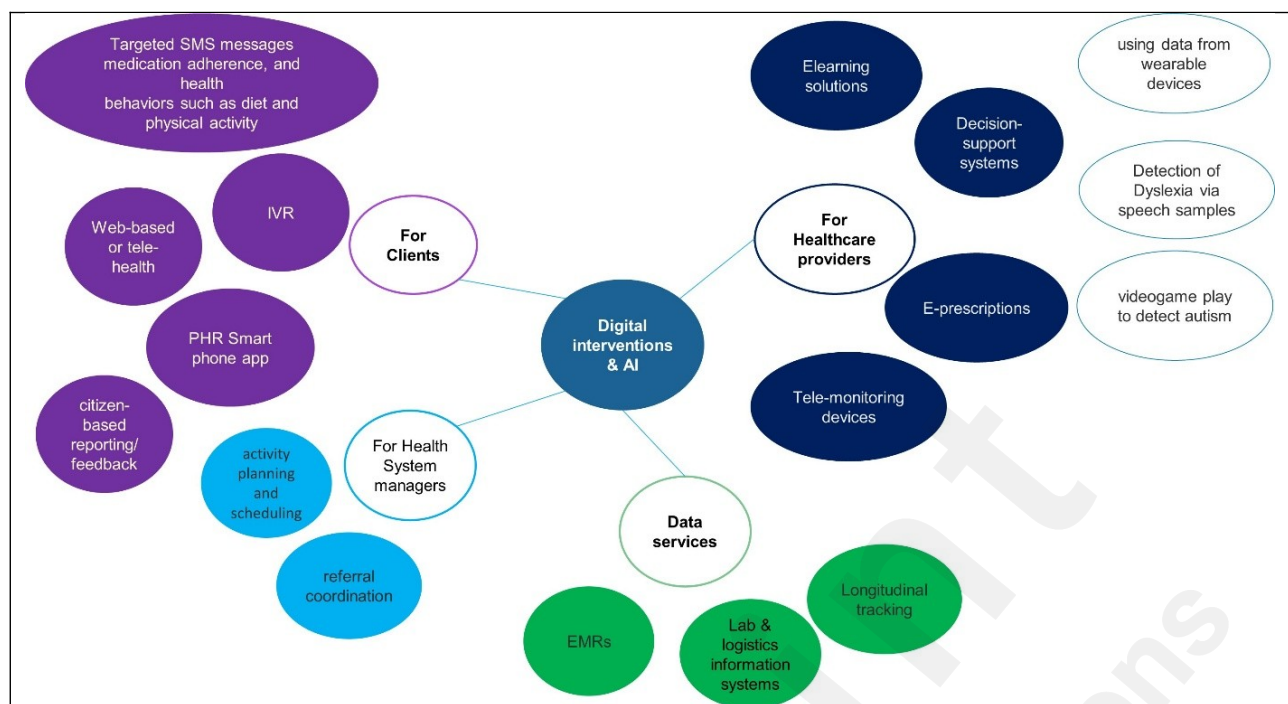 Targeted SMS messages
medication adherence, and
health
behaviors such as diet and
physical activity
IVR
Web-based
or tele-
health
PHR Smart
phone app
citizen-
based
reporting/
feedback
For
Clients
For Health
System
managers
activity
planning
and
scheduling
referral
coordination
Digital
interventions
& AI
For
Healthcare
providers
Elearning
solutions
Decision-
support
systems
E-prescriptions
Tele-monitoring
devices
using data from
wearable
devices
Detection of
Dyslexia via
speech samples
videogame play
to detect autism
Data
services
EMRs
Lab &
logistics
information
systems
Longitudinal
tracking
int
ons